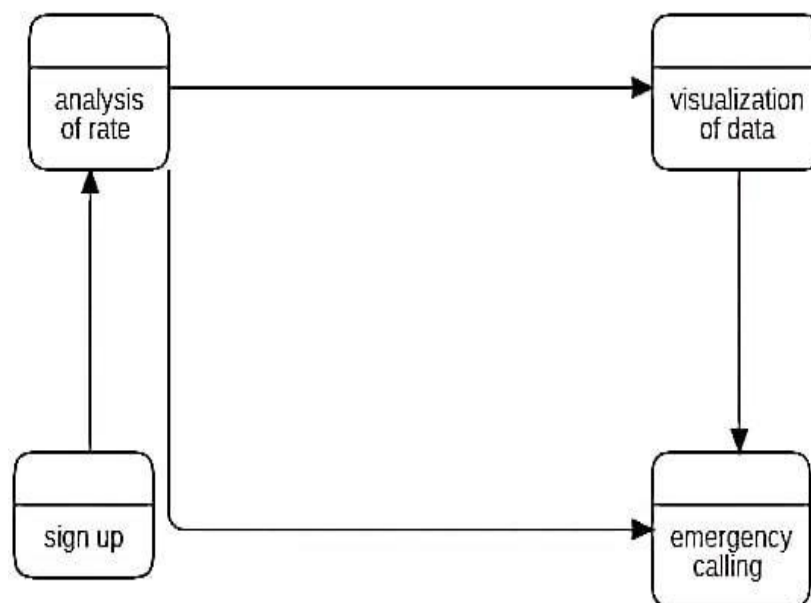 analysis
of rate
visualization
of data
sign up
emergency
calling